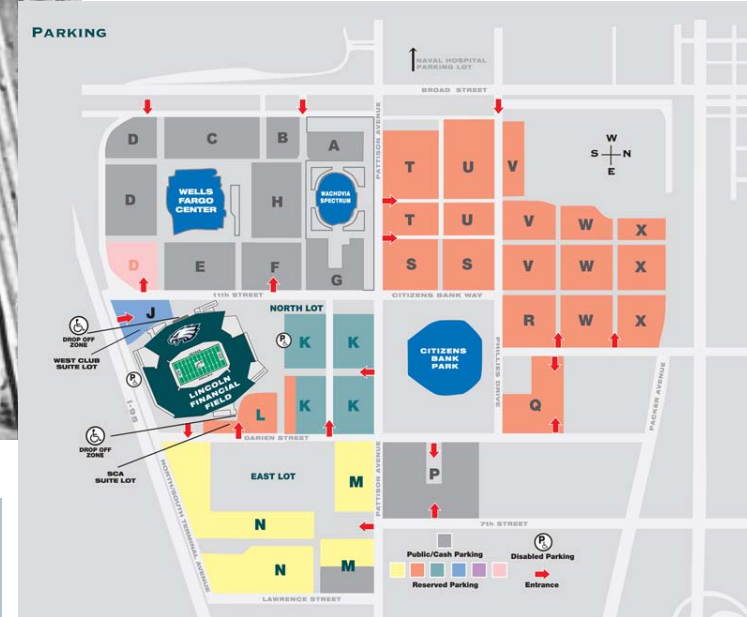 PARKING
NAVAL HOSPITAL
PARKING LOT
BROAD STREET
D
C
B
A
PATTISON AVENUE
T
U
V
W
S
N
E
D
WELLS
FARGO
CENTER
H
WACHOVIA
SPECTRUM
T
U
V
W
X
D
E
F
G
S
S
V
W
X
11TH STREET
CITIZENS BANK WAY
J
NORTH LOT
R
W
X
DROP OFF
ZONE
WEST CLUB
SUITE LOT
P
K
K
CITIZENS
BANK
PARK
PHILLIES DRIVE
PACKER AVENUE
P
LINCOLN
FINANCIAL
FIELD
I-95
L
K
K
Q
DROP OFF
ZONE
DARIEN STREET
SCA
SUITE LOT
NORTH/SOUTH TERMINAL AVENUE
EAST LOT
M
PATTISON AVENUE
P
N
7TH STREET
N
M
Public/Cash Parking
P
Disabled Parking
Reserved Parking
Entrance
LAWRENCE STREET